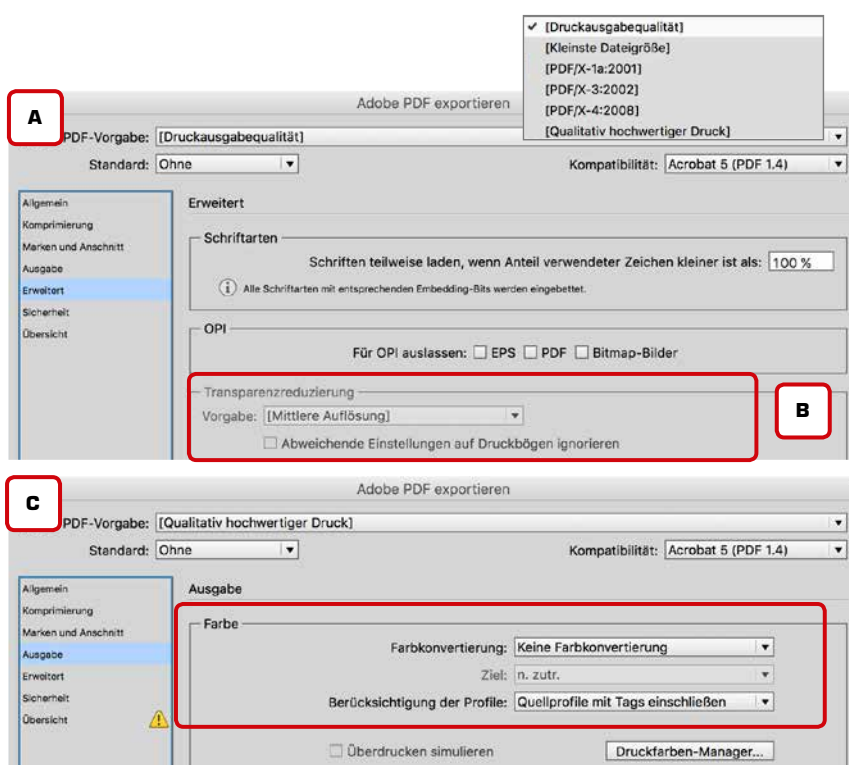 ✓ [Druckausgabequalität]
[Kleinste Dateigröße]
[PDF/X-1a:2001]
[PDF/X-3:2002]
[PDF/X-4:2008]
[Qualitativ hochwertiger Druck]
A
Adobe PDF exportieren
PDF-Vorgabe: [Druckausgabequalität]
Standard: Ohne Kompatibilität: Acrobat 5 (PDF 1.4)
Allgemein
Komprimierung
Marken und Anschnitt
Ausgabe
Erweitert
Sicherheit
Übersicht
Erweitert
Schriftarten
Schriften teilweise laden, wenn Anteil verwendeter Zeichen kleiner ist als: 100 %
Alle Schriftarten mit entsprechenden Embedding-Bits werden eingebettet.
OPI
Für OPI auslassen: EPS PDF Bitmap-Bilder
Transparenzreduzierung
Vorgabe: [Mittlere Auflösung]
Abweichende Einstellungen auf Druckbögen ignorieren
B
C
Adobe PDF exportieren
PDF-Vorgabe: [Qualitativ hochwertiger Druck]
Standard: Ohne Kompatibilität: Acrobat 5 (PDF 1.4)
Allgemein
Komprimierung
Marken und Anschnitt
Ausgabe
Erweitert
Sicherheit
Übersicht
Ausgabe
Farbe
Farbkonvertierung: Keine Farbkonvertierung
Ziel: n. zutr.
Berücksichtigung der Profile: Quellprofile mit Tags einschließen
Überdrucken simulieren Druckfarben-Manager...